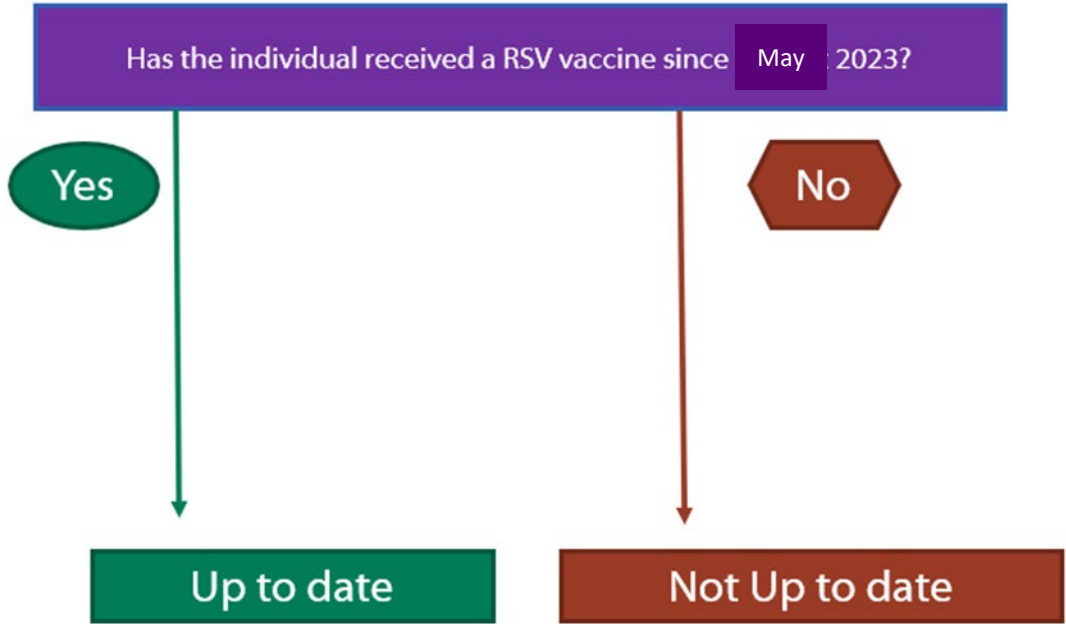 Has the individual received a RSV vaccine since May 2023?
Yes
No
Up to date
Not Up to date